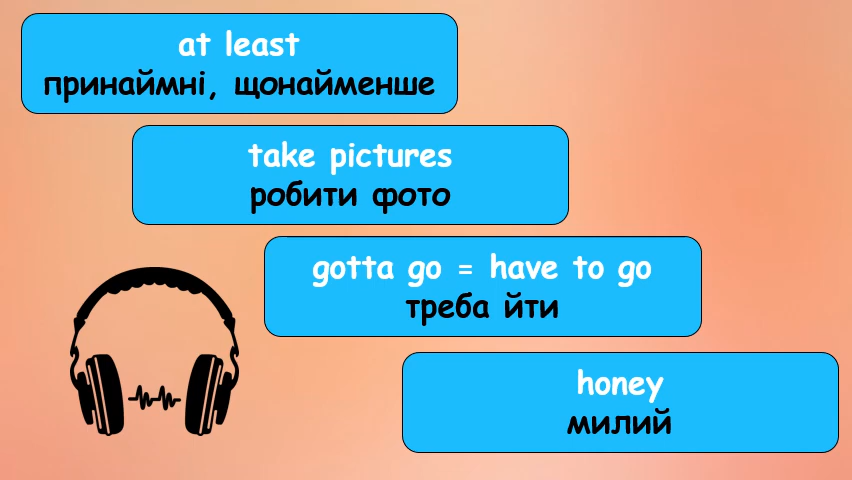 at least
принаймні, щонайменше
take pictures
робити фото
gotta go = have to go
треба йти
honey
милий